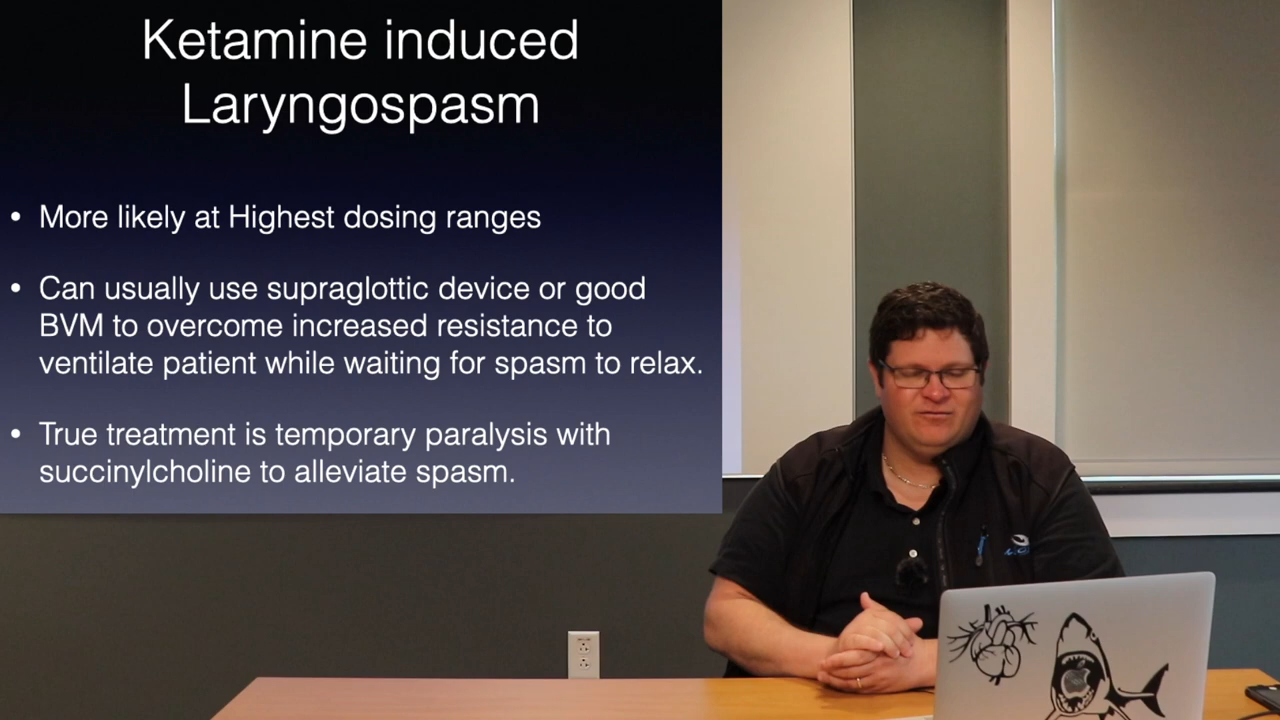 Ketamine induced
Laryngospasm
• More likely at Highest dosing ranges
• Can usually use supraglottic device or good
BVM to overcome increased resistance to
ventilate patient while waiting for spasm to relax.
• True treatment is temporary paralysis with
succinylcholine to alleviate spasm.